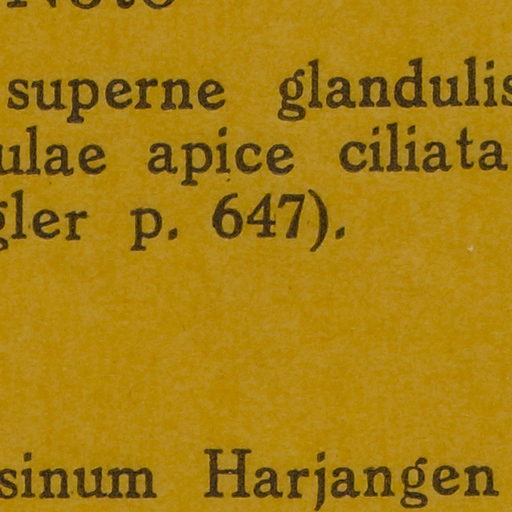 superne glandulis
ulae apice ciliata
gler p. 647).
sinum Harjangen